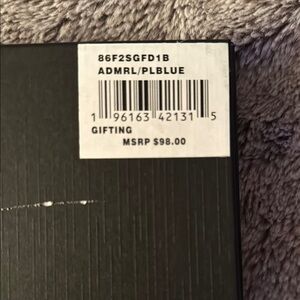 86F2SGFD1B
ADMRL/PLBLUE
1 96163 42131 5
GIFTING
MSRP $98.00